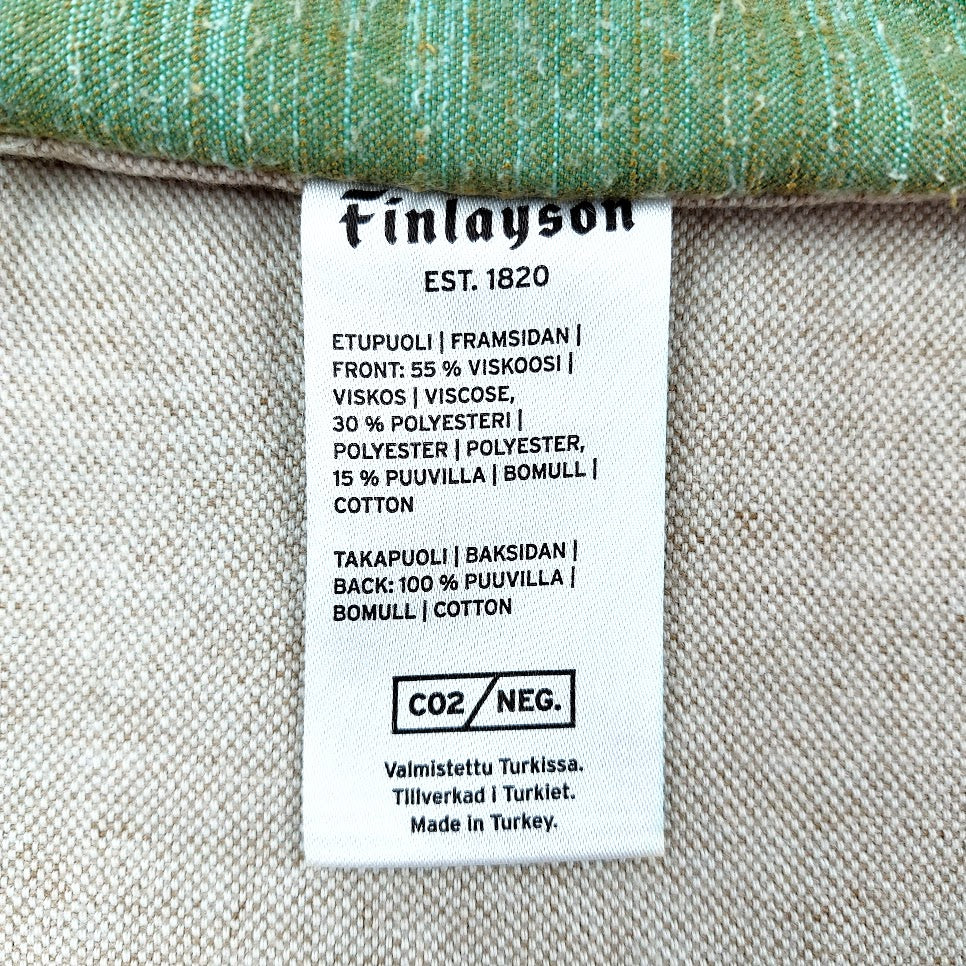 Finlayson
EST. 1820
ETUPUOLI | FRAMSIDAN |
FRONT: 55 % VISKOOSI |
VISKOS | VISCOSE,
30 % POLYESTERI |
POLYESTER | POLYESTER,
15 % PUUVILLA | BOMULL |
COTTON
TAKAPUOLI | BAKSIDAN |
BACK: 100 % PUUVILLA |
BOMULL | COTTON
CO2/NEG.
Valmistettu Turkissa.
Tillverkad i Turkiet.
Made in Turkey.